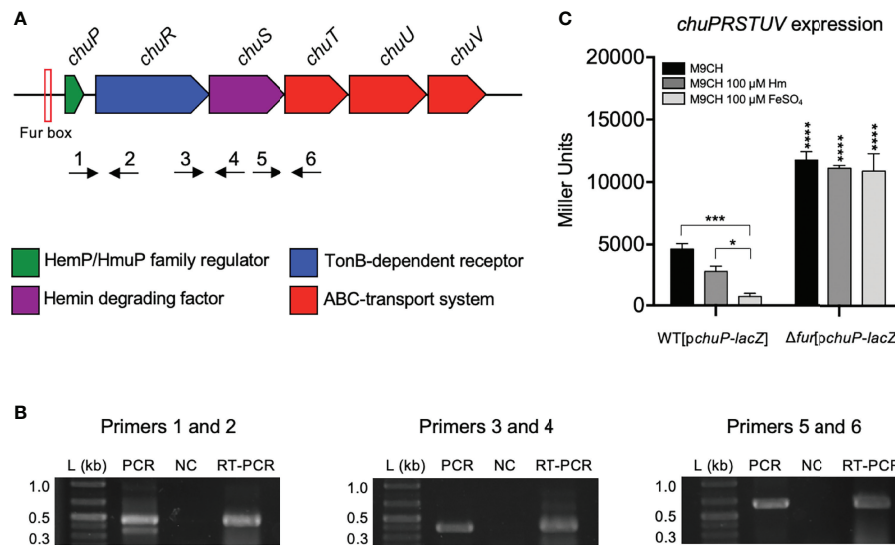 A
chuP chuR chuS chuT chuU chuV
Fur box
1 2 3 4 5 6
HemP/HmuP family regulator
TonB-dependent receptor
Hemin degrading factor
ABC-transport system
C
chuPRSTUV expression
Miller Units
20000
15000
10000
5000
0
M9CH
M9CH 100 μM Hm
M9CH 100 μM FeSO₄
***
*
****
****
****
WT[pchuP-lacZ]
Δfur[pchuP-lacZ
B
Primers 1 and 2
L (kb) PCR NC RT-PCR
1.0
0.5
0.3
Primers 3 and 4
L (kb) PCR NC RT-PCR
1.0
0.5
0.3
Primers 5 and 6
L (kb) PCR NC RT-PCR
1.0
0.5
0.3